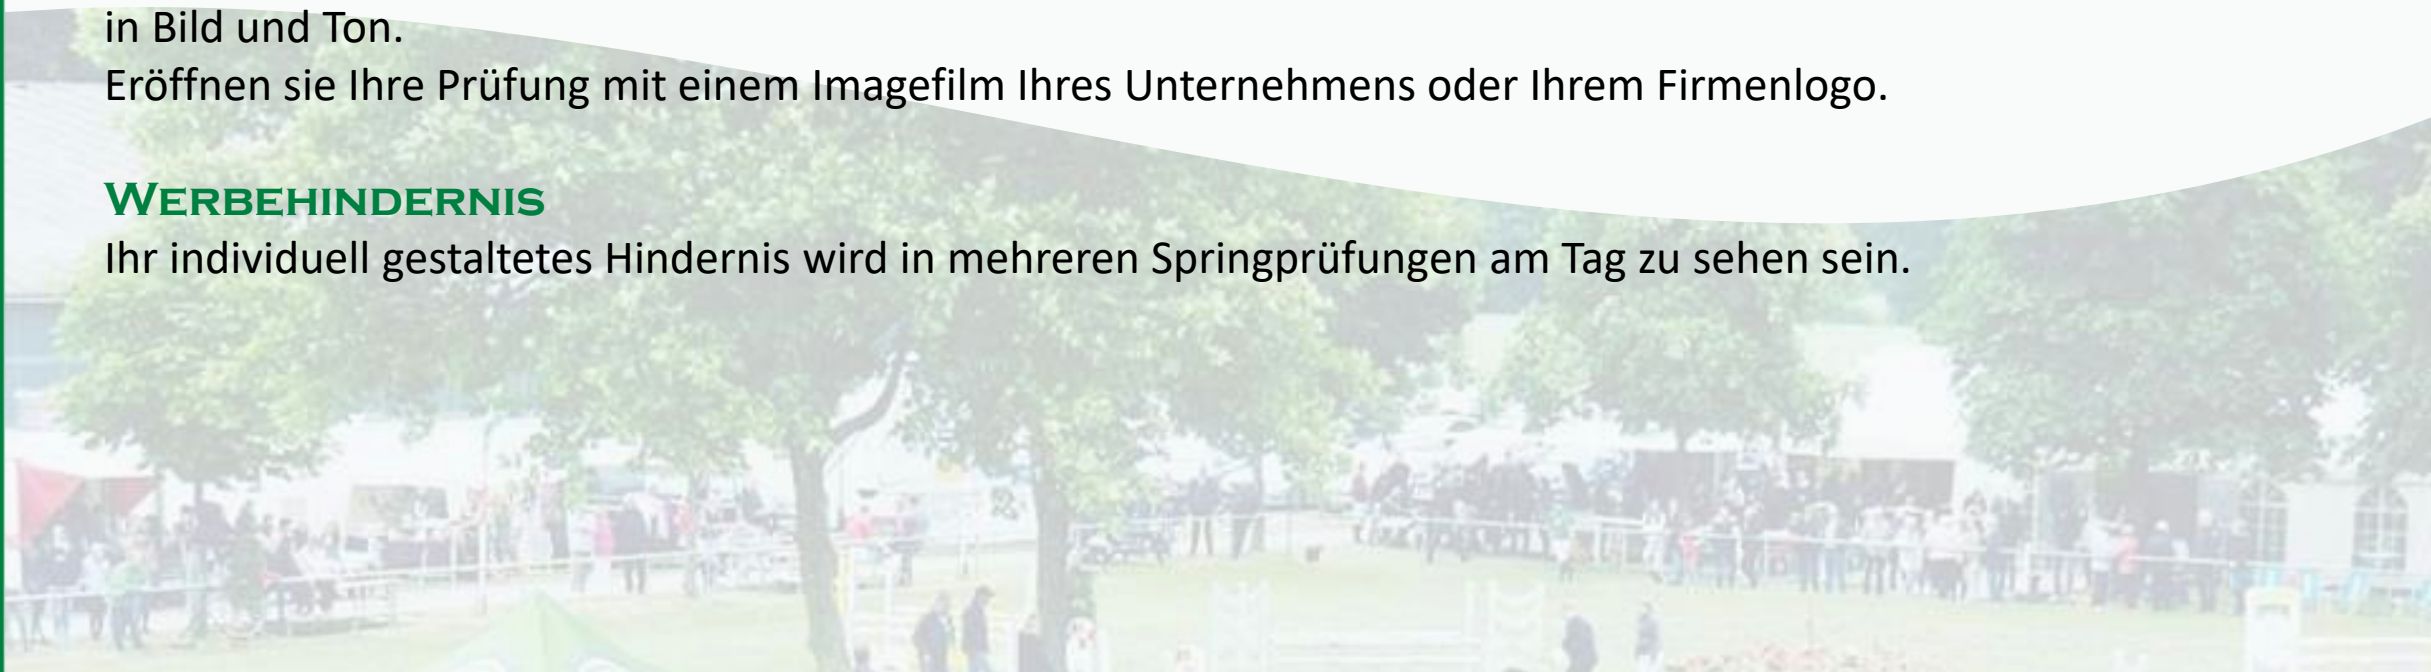 in Bild und Ton.
Eröffnen sie Ihre Prüfung mit einem Imagefilm Ihres Unternehmens oder Ihrem Firmenlogo.
WERBEHINDERNIS
Ihr individuell gestaltetes Hindernis wird in mehreren Springprüfungen am Tag zu sehen sein.